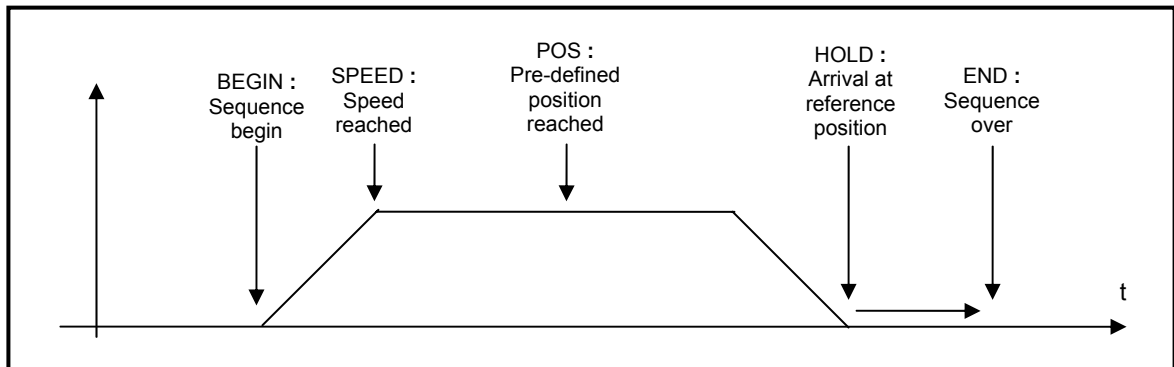 BEGIN :
Sequence
begin
SPEED :
Speed
reached
POS :
Pre-defined
position
reached
HOLD :
Arrival at
reference
position
END :
Sequence
over
t